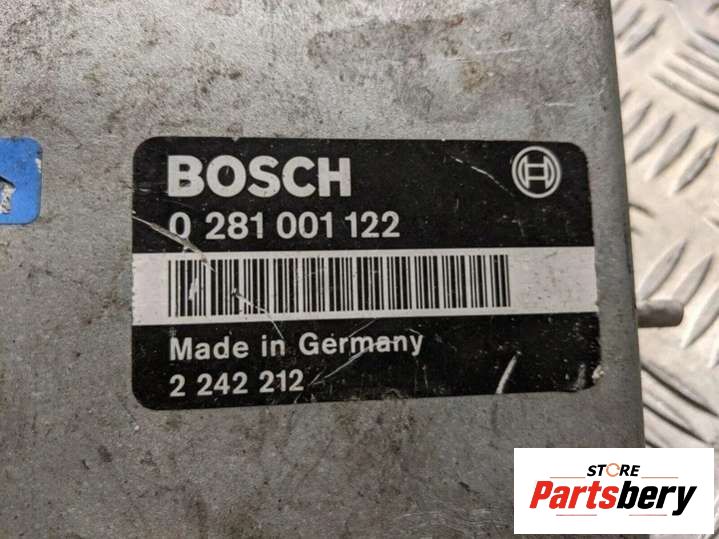 BOSCH
0 281 001 122
Made in Germany
2 242 212
STORE
Partsbery